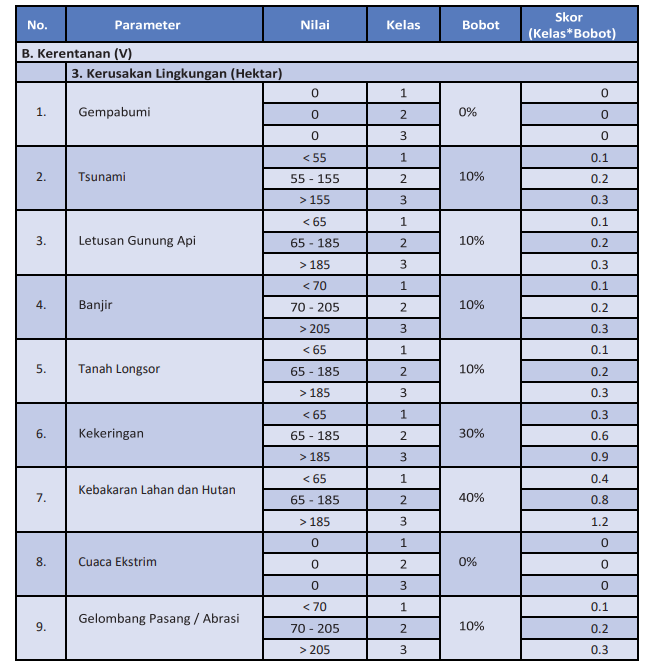 No. Parameter Nilai Kelas Bobot Skor (Kelas*Bobot)
B. Kerentanan (V)
3. Kerusakan Lingkungan (Hektar)
1. Gempabumi 0 1 0% 0
0 2 0
0 3 0
2. Tsunami < 55 1 10% 0.1
55 - 155 2 0.2
> 155 3 0.3
3. Letusan Gunung Api < 65 1 10% 0.1
65 - 185 2 0.2
> 185 3 0.3
4. Banjir < 70 1 10% 0.1
70 - 205 2 0.2
> 205 3 0.3
5. Tanah Longsor < 65 1 10% 0.1
65 - 185 2 0.2
> 185 3 0.3
6. Kekeringan < 65 1 30% 0.3
65 - 185 2 0.6
> 185 3 0.9
7. Kebakaran Lahan dan Hutan < 65 1 40% 0.4
65 - 185 2 0.8
> 185 3 1.2
8. Cuaca Ekstrim 0 1 0% 0
0 2 0
0 3 0
9. Gelombang Pasang / Abrasi < 70 1 10% 0.1
70 - 205 2 0.2
> 205 3 0.3